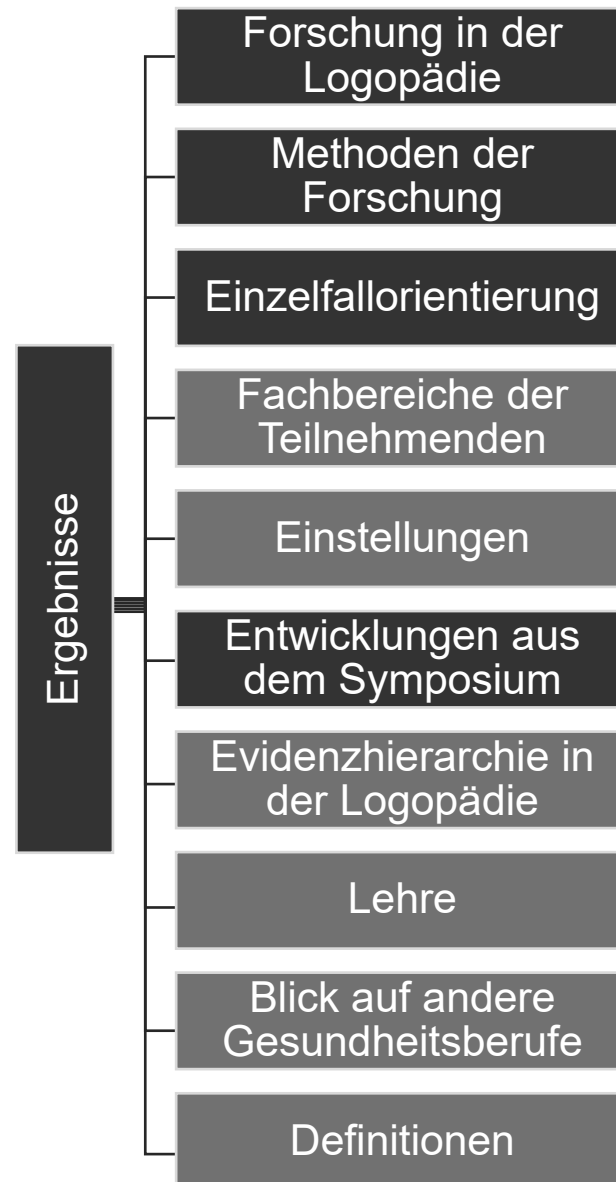 Ergebnisse
Forschung in der
Logopädie
Methoden der
Forschung
Einzelfallorientierung
Fachbereiche der
Teilnehmenden
Einstellungen
Entwicklungen aus
dem Symposium
Evidenzhierarchie in
der Logopädie
Lehre
Blick auf andere
Gesundheitsberufe
Definitionen